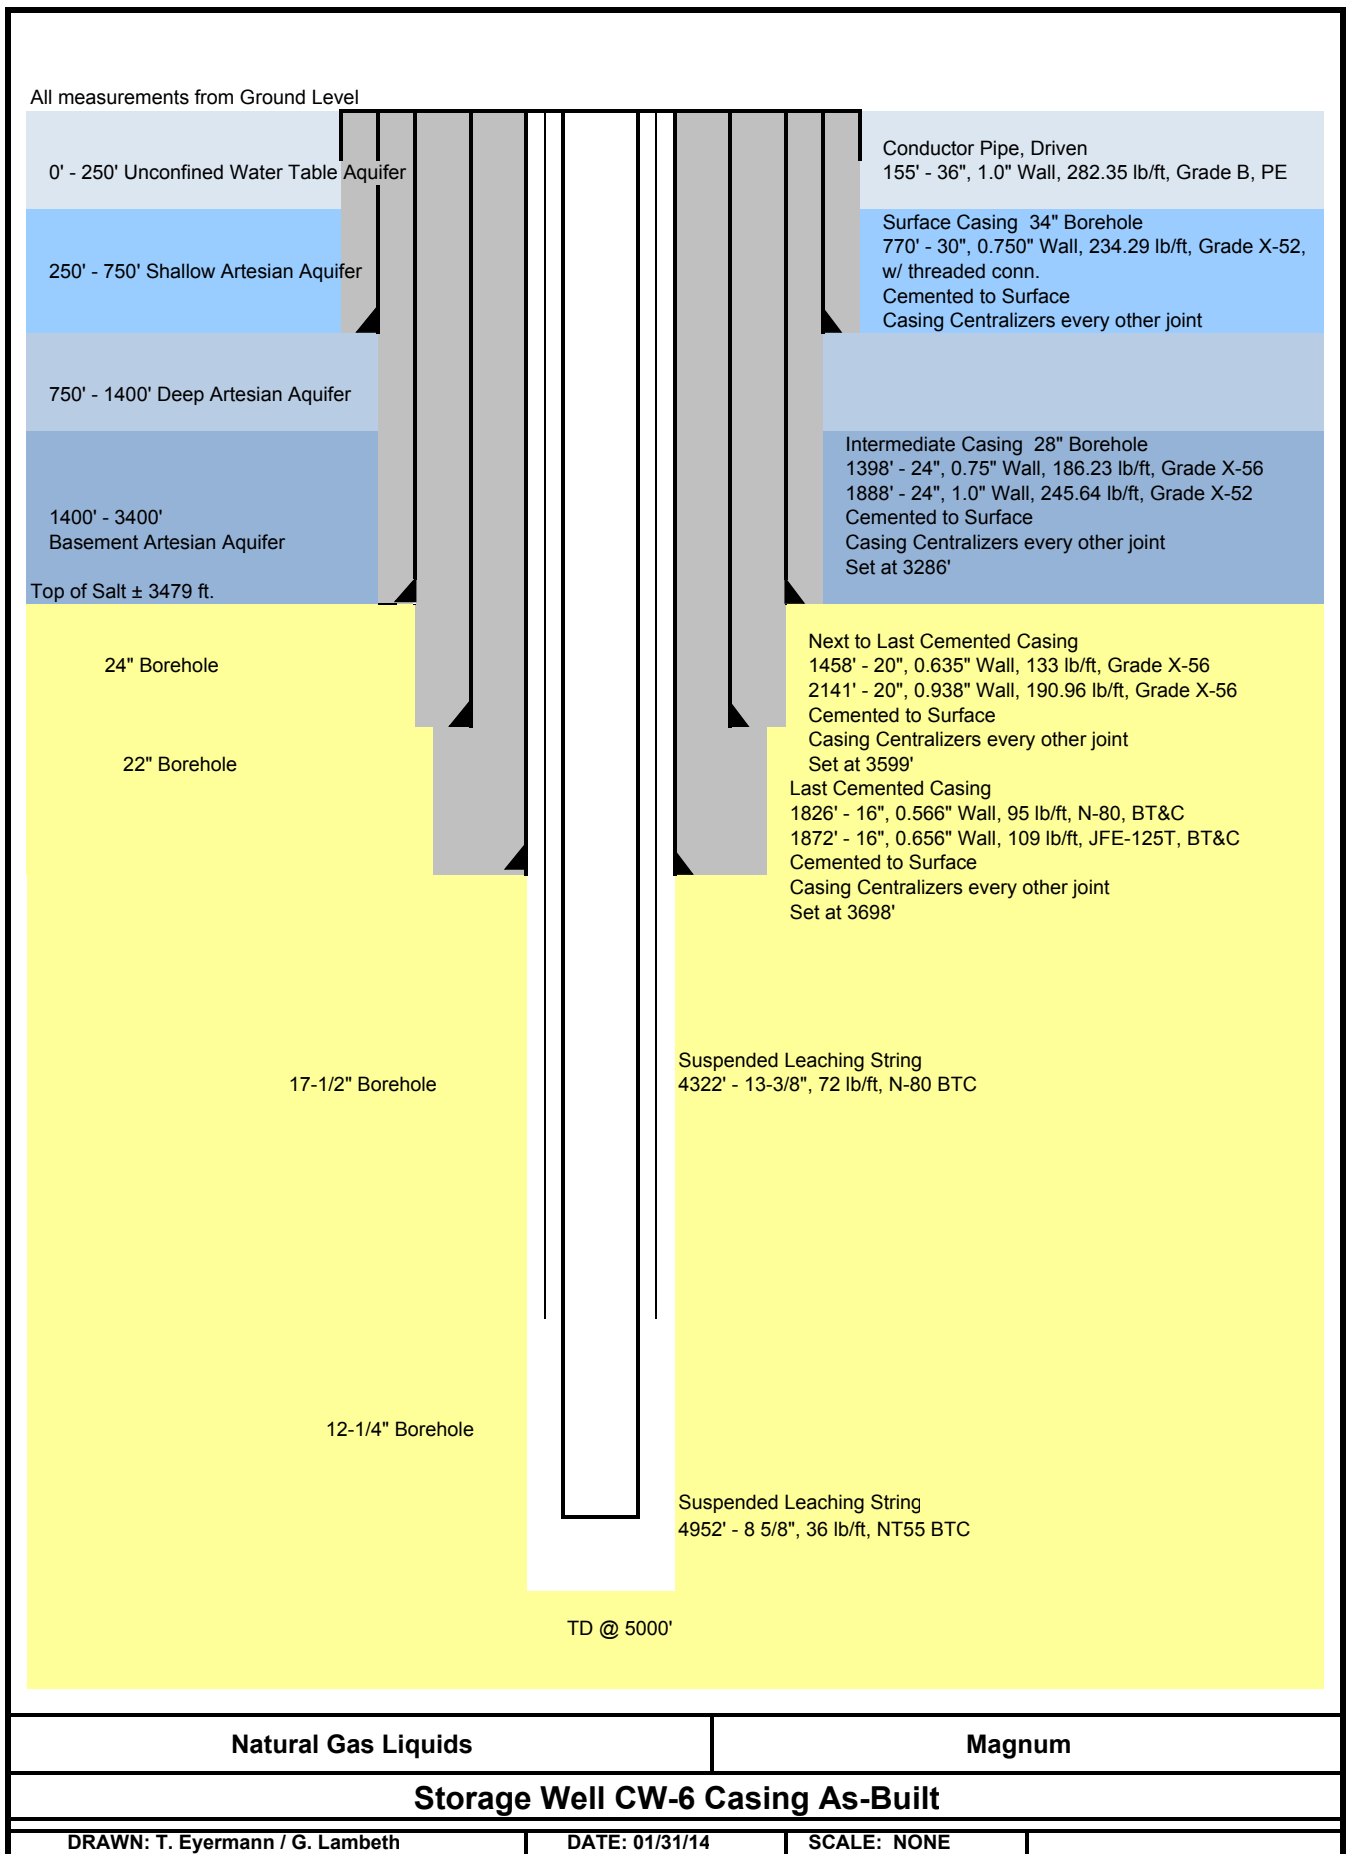 All measurements from Ground Level
0' - 250' Unconfined Water Table Aquifer
Conductor Pipe, Driven
155' - 36", 1.0" Wall, 282.35 lb/ft, Grade B, PE
250' - 750' Shallow Artesian Aquifer
Surface Casing  34" Borehole
770' - 30", 0.750" Wall, 234.29 lb/ft, Grade X-52,
w/ threaded conn.
Cemented to Surface
Casing Centralizers every other joint
750' - 1400' Deep Artesian Aquifer
1400' - 3400'
Basement Artesian Aquifer
Intermediate Casing  28" Borehole
1398' - 24", 0.75" Wall, 186.23 lb/ft, Grade X-56
1888' - 24", 1.0" Wall, 245.64 lb/ft, Grade X-52
Cemented to Surface
Casing Centralizers every other joint
Set at 3286'
Top of Salt ± 3479 ft.
24" Borehole
Next to Last Cemented Casing
1458' - 20", 0.635" Wall, 133 lb/ft, Grade X-56
2141' - 20", 0.938" Wall, 190.96 lb/ft, Grade X-56
Cemented to Surface
Casing Centralizers every other joint
Set at 3599'
22" Borehole
Last Cemented Casing
1826' - 16", 0.566" Wall, 95 lb/ft, N-80, BT&C
1872' - 16", 0.656" Wall, 109 lb/ft, JFE-125T, BT&C
Cemented to Surface
Casing Centralizers every other joint
Set at 3698'
17-1/2" Borehole
Suspended Leaching String
4322' - 13-3/8", 72 lb/ft, N-80 BTC
12-1/4" Borehole
Suspended Leaching String
4952' - 8 5/8", 36 lb/ft, NT55 BTC
TD @ 5000'
Natural Gas Liquids
Magnum
Storage Well CW-6 Casing As-Built
DRAWN: T. Eyermann / G. Lambeth
DATE: 01/31/14
SCALE:  NONE